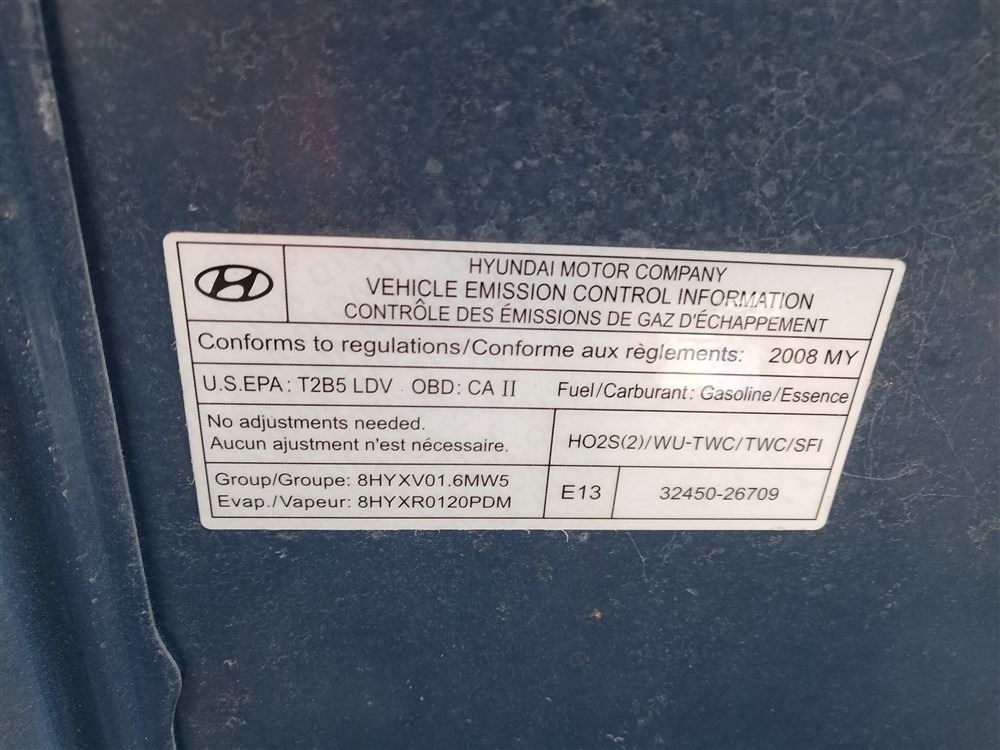 HYUNDAI MOTOR COMPANY
VEHICLE EMISSION CONTROL INFORMATION
CONTRÔLE DES ÉMISSIONS DE GAZ D'ÉCHAPPEMENT
Conforms to regulations/Conforme aux règlements: 2008 MY
U.S.EPA: T2B5 LDV OBD: CA II Fuel/Carburant: Gasoline/Essence
No adjustments needed.
Aucun ajustment n'est nécessaire.
HO2S(2)/WU-TWC/TWC/SFI
Group/Groupe: 8HYXV01.6MW5
Evap./Vapeur: 8HYXR0120PDM
E13
32450-26709